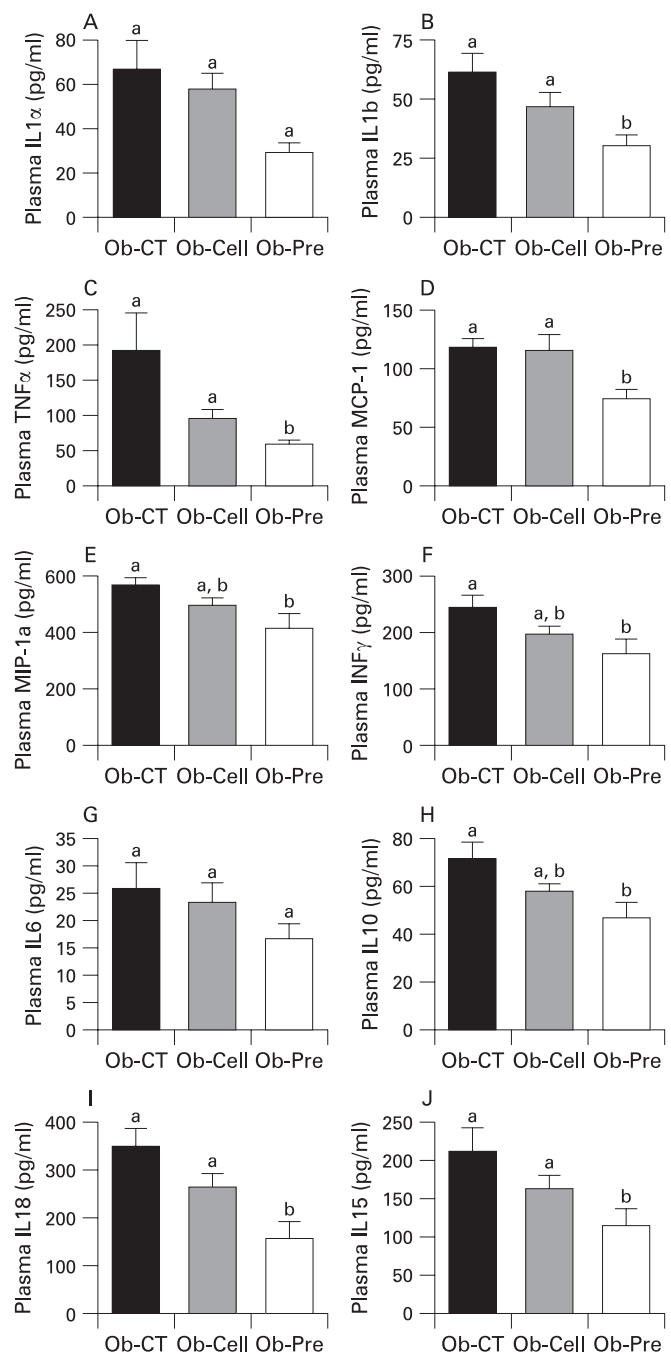 A
Plasma IL1α (pg/ml)
80
60
40
20
0
a
a
a
Ob-CT Ob-Cell Ob-Pre
B
Plasma IL1b (pg/ml)
75
50
25
0
a
a
b
Ob-CT Ob-Cell Ob-Pre
C
Plasma TNFα (pg/ml)
250
200
150
100
50
0
a
a
b
Ob-CT Ob-Cell Ob-Pre
D
Plasma MCP-1 (pg/ml)
150
100
50
0
a
a
b
Ob-CT Ob-Cell Ob-Pre
E
Plasma MIP-1a (pg/ml)
600
400
200
0
a
a, b
b
Ob-CT Ob-Cell Ob-Pre
F
Plasma INFγ (pg/ml)
300
200
100
0
a
a, b
b
Ob-CT Ob-Cell Ob-Pre
G
Plasma IL6 (pg/ml)
35
30
25
20
15
10
5
0
a
a
a
Ob-CT Ob-Cell Ob-Pre
H
Plasma IL10 (pg/ml)
80
60
40
20
0
a
a, b
b
Ob-CT Ob-Cell Ob-Pre
I
Plasma IL18 (pg/ml)
400
300
200
100
0
a
a
b
Ob-CT Ob-Cell Ob-Pre
J
Plasma IL15 (pg/ml)
250
200
150
100
50
0
a
a
b
Ob-CT Ob-Cell Ob-Pre